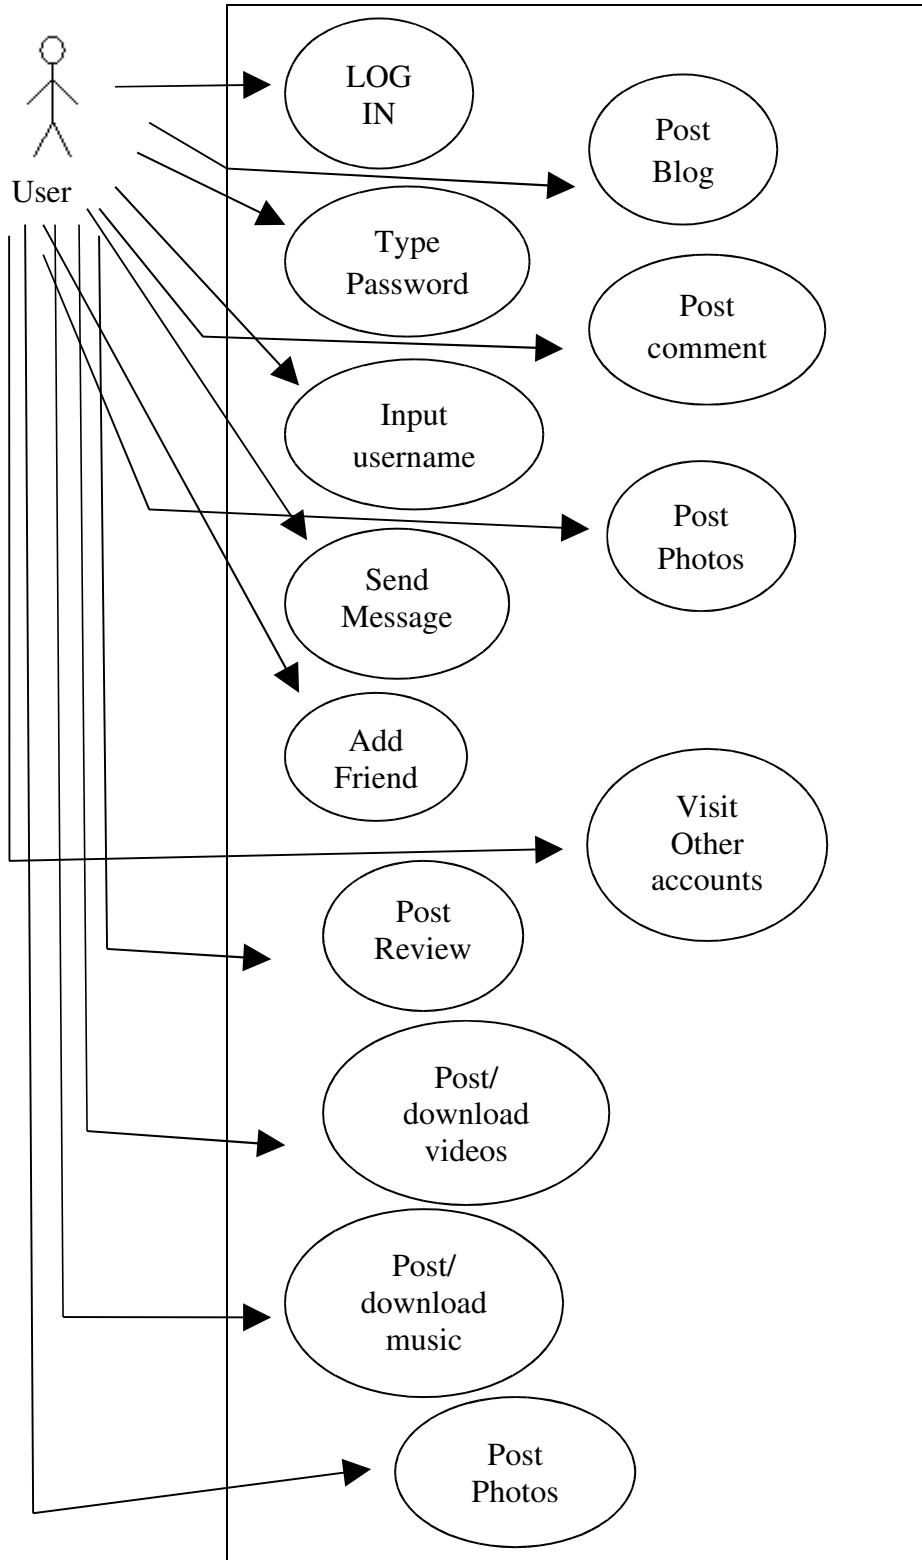 User
LOG
IN
Post
Blog
Type
Password
Post
comment
Input
username
Post
Photos
Send
Message
Add
Friend
Visit
Other
accounts
Post
Review
Post/
download
videos
Post/
download
music
Post
Photos